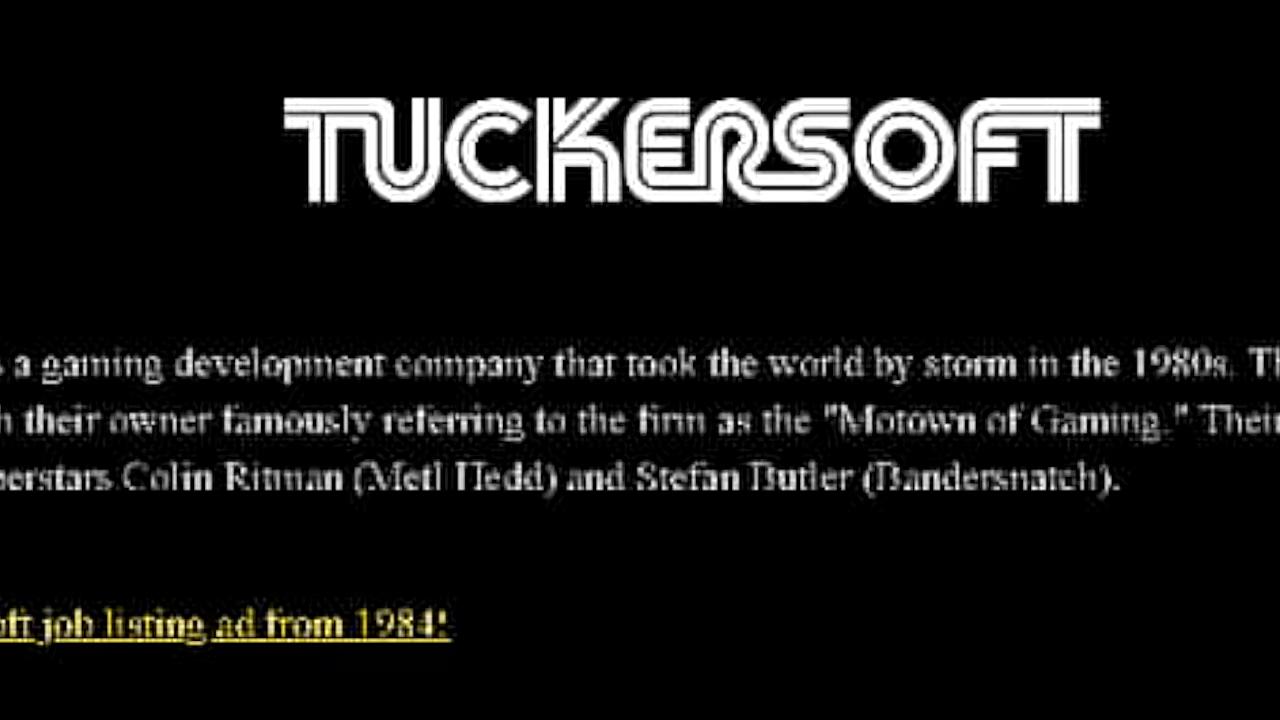 TUCKERSOFT
a gaming development company that took the world by storm in the 1980s.
their owner famously referring to the firm as the "Motown of Gaming." Their
Colin Ritman (Metl Hedd) and Stefan Butler (Bandersnatch).
job listing ad from 1984!